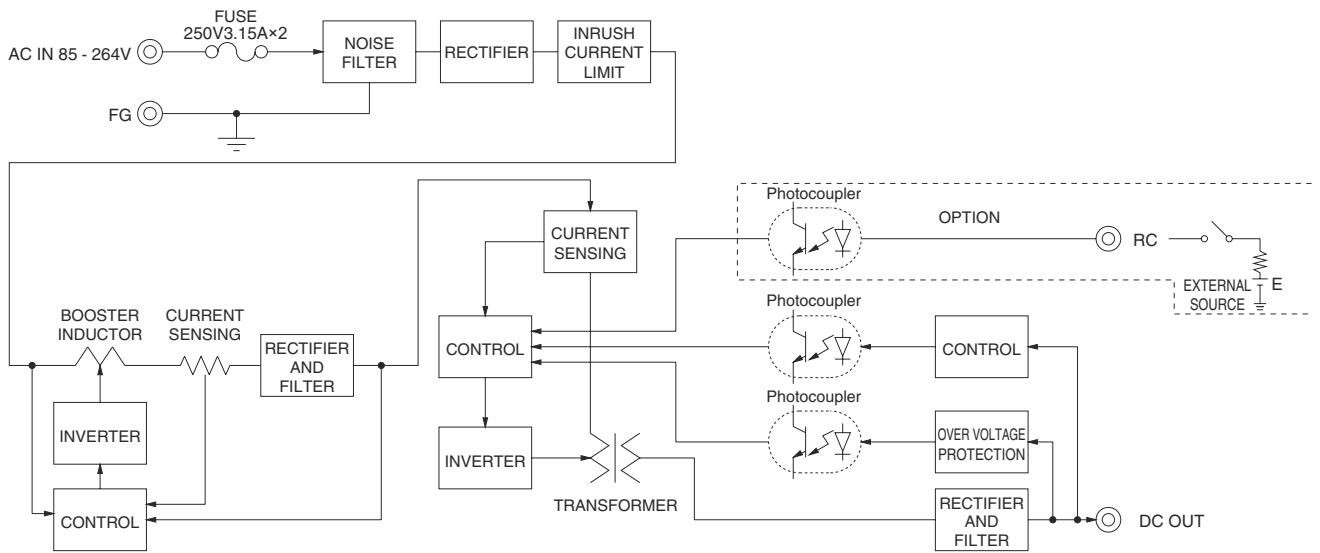 FUSE
250V3.15A×2
AC IN 85 - 264V
NOISE
FILTER
RECTIFIER
INRUSH
CURRENT
LIMIT
FG
Photocoupler
OPTION
RC
EXTERNAL
SOURCE
E
CURRENT
SENSING
BOOSTER
INDUCTOR
CURRENT
SENSING
RECTIFIER
AND
FILTER
CONTROL
Photocoupler
CONTROL
Photocoupler
INVERTER
INVERTER
OVER VOLTAGE
PROTECTION
TRANSFORMER
CONTROL
RECTIFIER
AND
FILTER
DC OUT